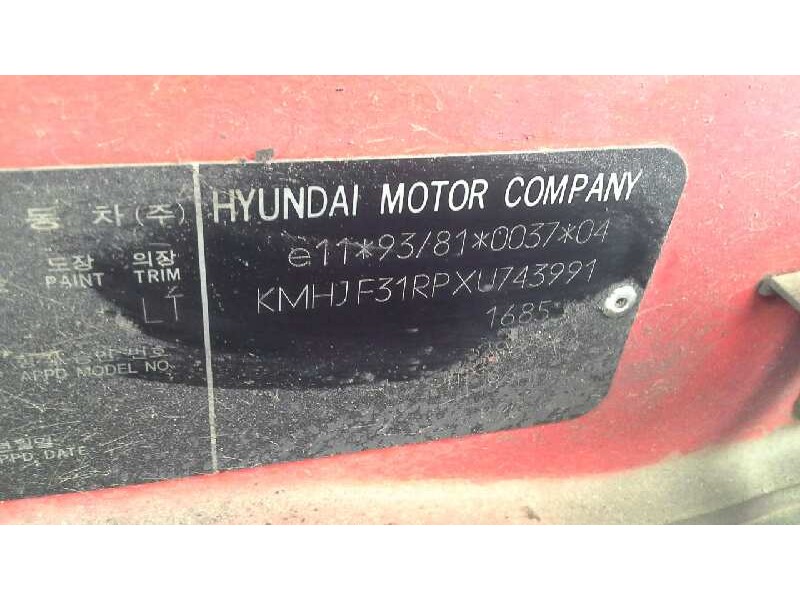 동 차 (주) HYUNDAI MOTOR COMPANY
e11*93/81*0037*04
도장 의장
PAINT TRIM
KMHJF31RPXU743991
LT
1685
APPD MODEL NO.
PPD, DATE